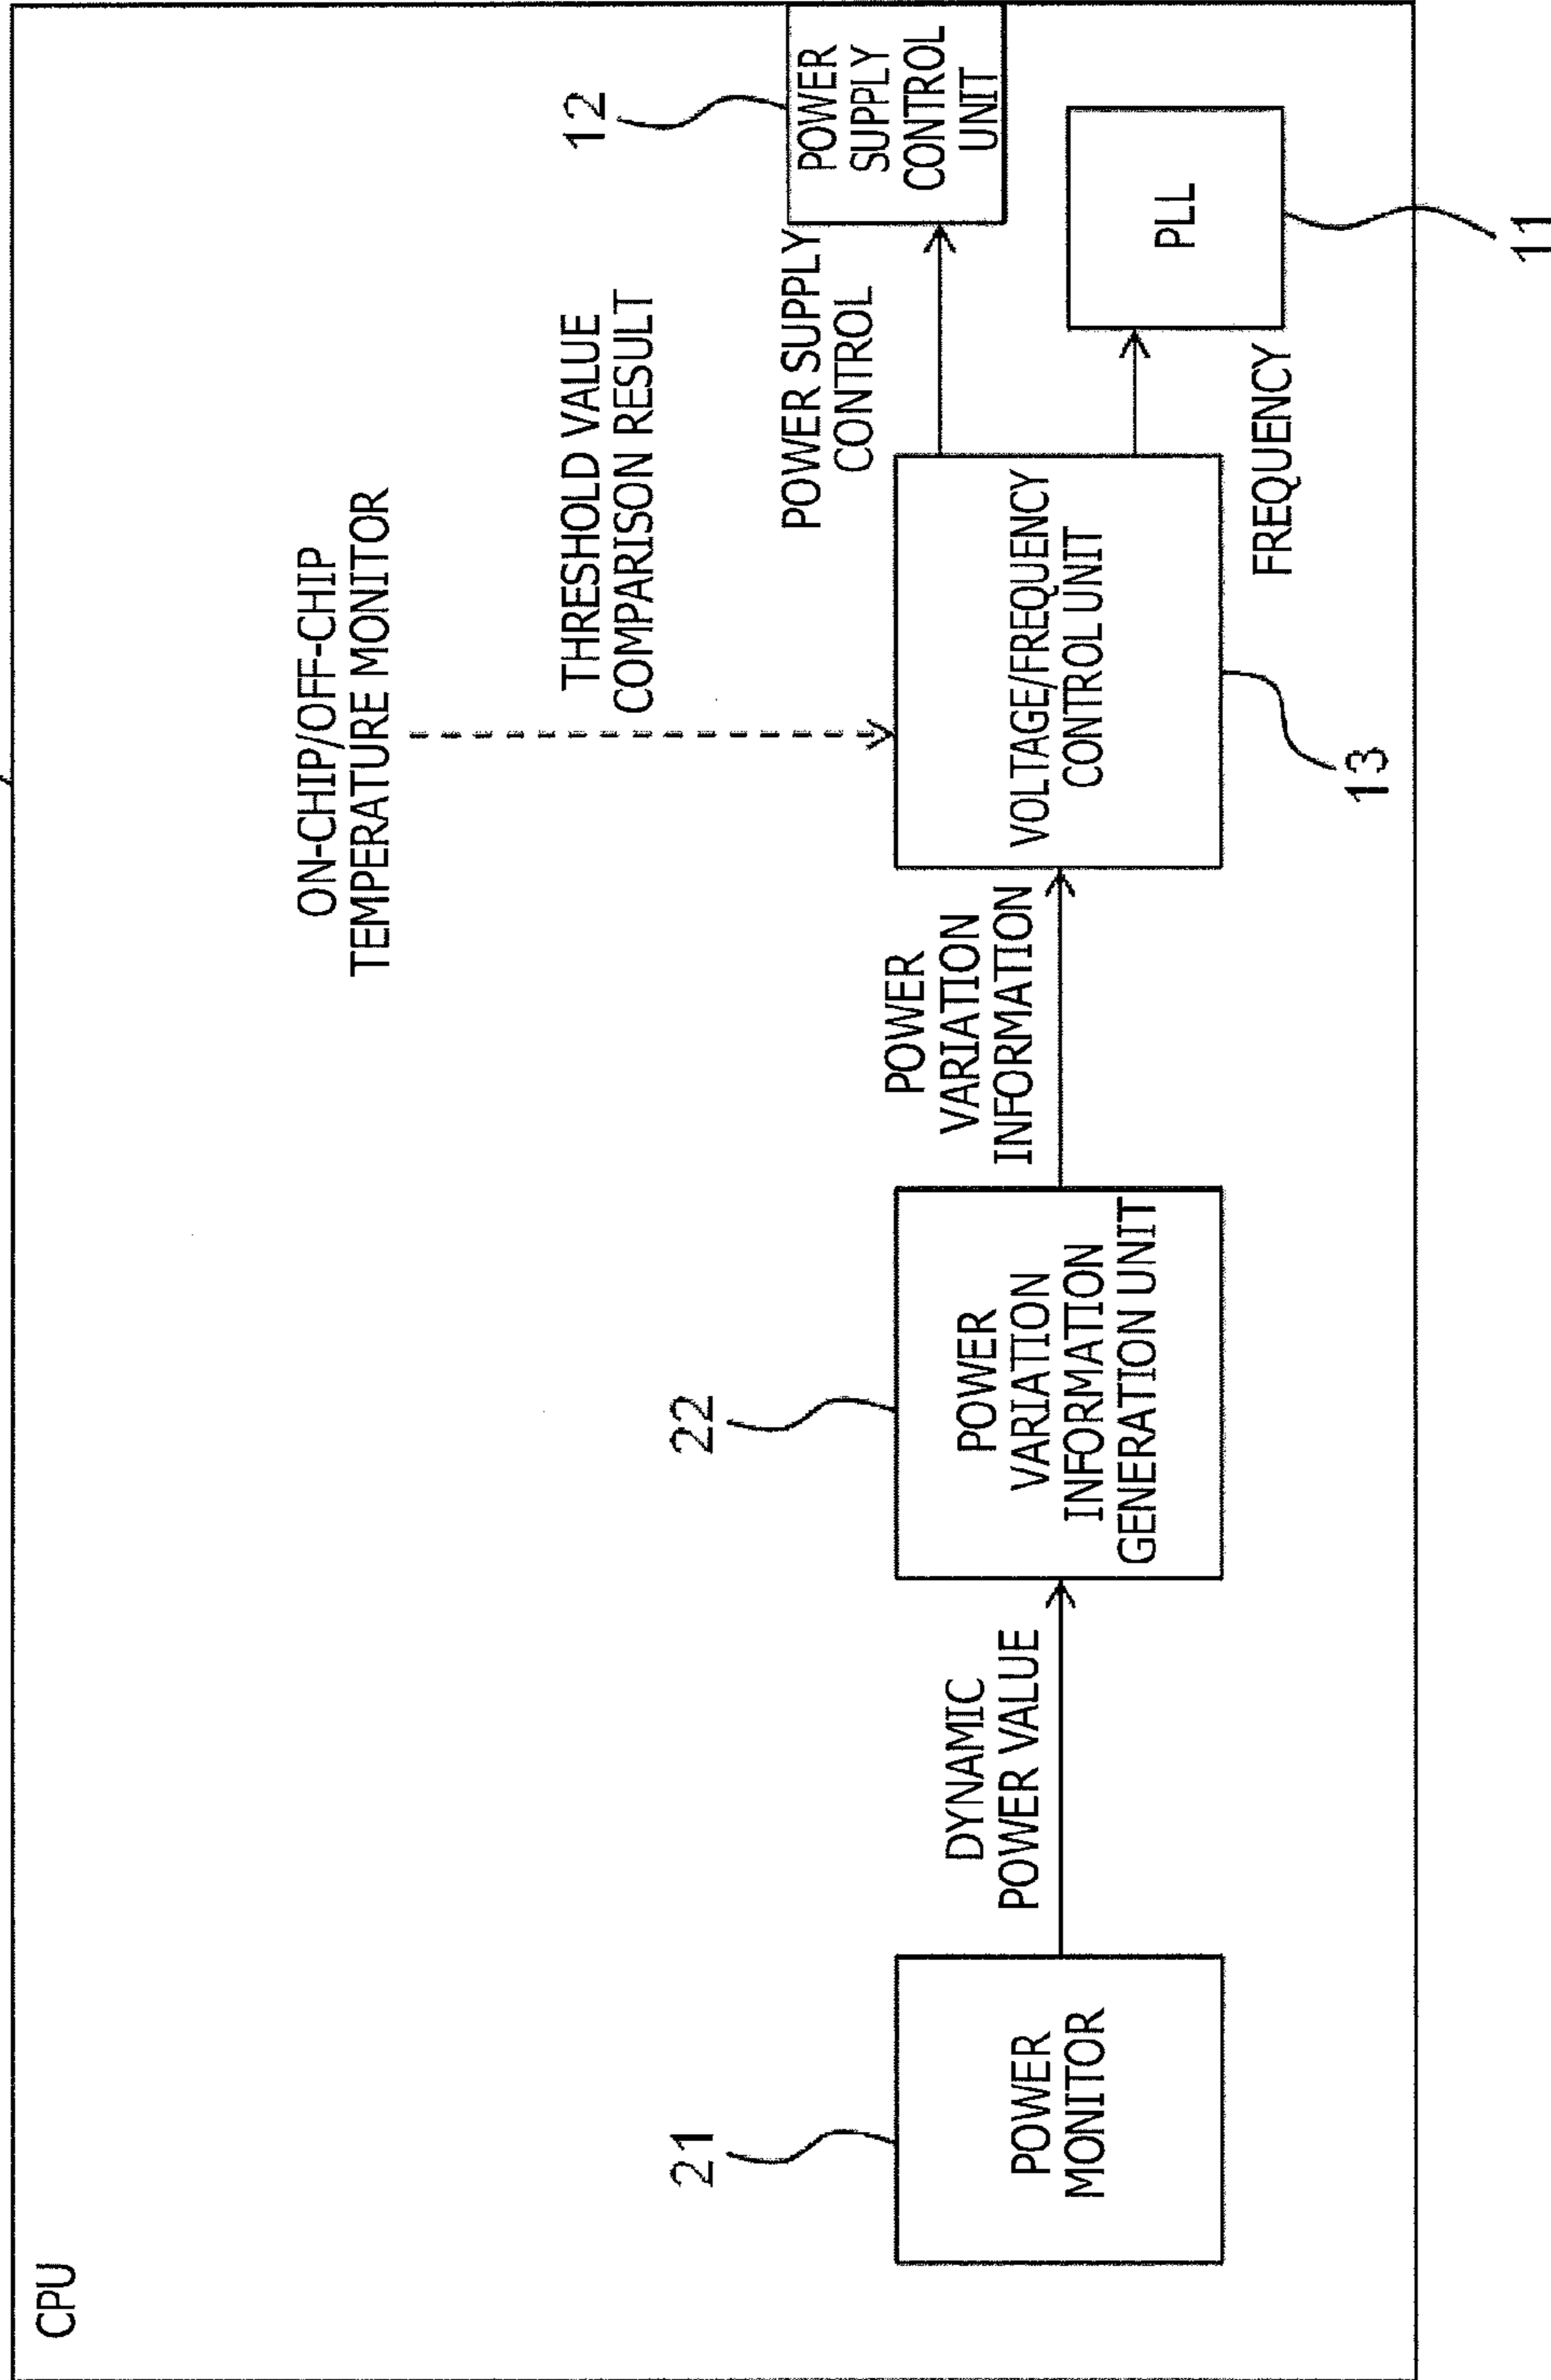 CPU
ON-CHIP/OFF-CHIP
TEMPERATURE MONITOR
THRESHOLD VALUE
COMPARISON RESULT
12
POWER
SUPPLY
CONTROL
UNIT
POWER SUPPLY
CONTROL
21
POWER
MONITOR
DYNAMIC
POWER VALUE
22
POWER
VARIATION
INFORMATION
GENERATION UNIT
POWER
VARIATION
INFORMATION
VOLTAGE/FREQUENCY
CONTROL UNIT
13
FREQUENCY
PLL
11